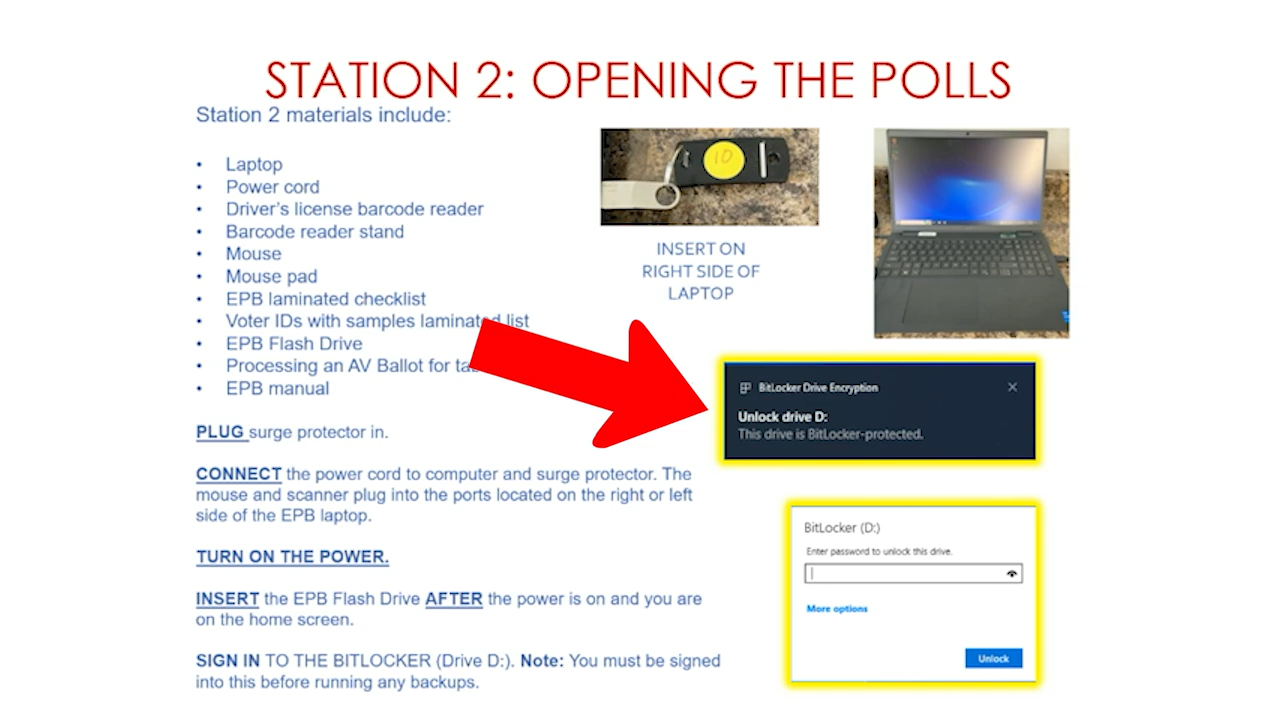 STATION 2: OPENING THE POLLS
Station 2 materials include:
• Laptop
• Power cord
• Driver's license barcode reader
• Barcode reader stand
• Mouse
• Mouse pad
• EPB laminated checklist
• Voter IDs with samples laminated list
• EPB Flash Drive
• Processing an AV Ballot for
• EPB manual
PLUG surge protector in.
CONNECT the power cord to computer and surge protector. The
mouse and scanner plug into the ports located on the right or left
side of the EPB laptop.
TURN ON THE POWER.
INSERT the EPB Flash Drive AFTER the power is on and you are
on the home screen.
SIGN IN TO THE BITLOCKER (Drive D:). Note: You must be signed
into this before running any backups.
10
INSERT ON
RIGHT SIDE OF
LAPTOP
BitLocker Drive Encryption
Unlock drive D:
This drive is BitLocker-protected.
BitLocker (D:)
Enter password to unlock this drive.
More options
Unlock